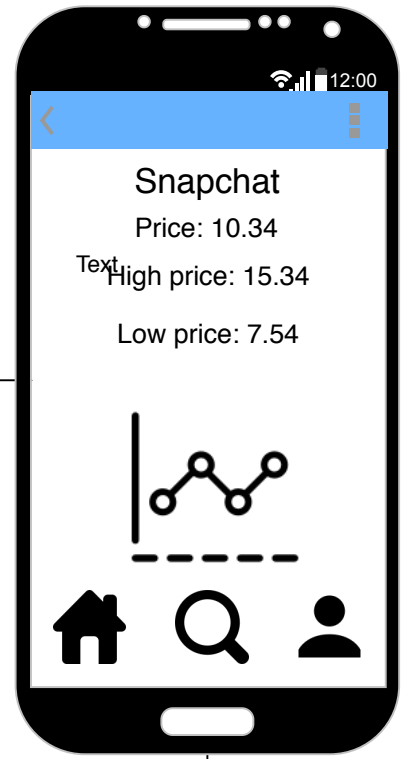 12:00
Snapchat
Price: 10.34
Text
High price: 15.34
Low price: 7.54